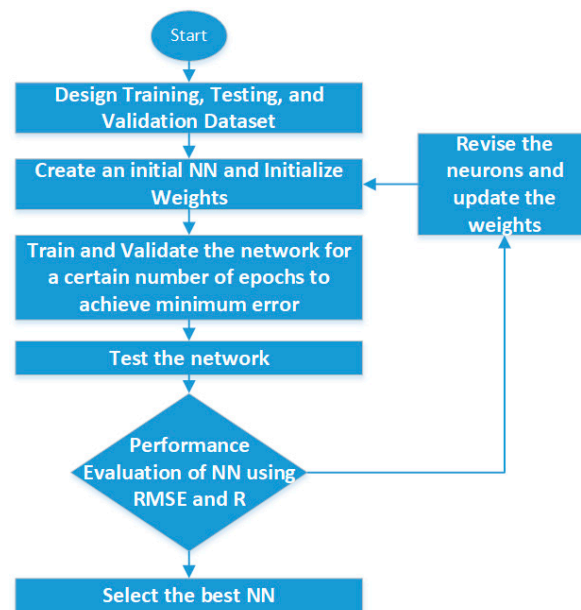 Start
Design Training, Testing, and
Validation Dataset
Create an initial NN and Initialize
Weights
Train and Validate the network for
a certain number of epochs to
achieve minimum error
Test the network
Performance
Evaluation of NN using
RMSE and R
Select the best NN
Revise the
neurons and
update the
weights